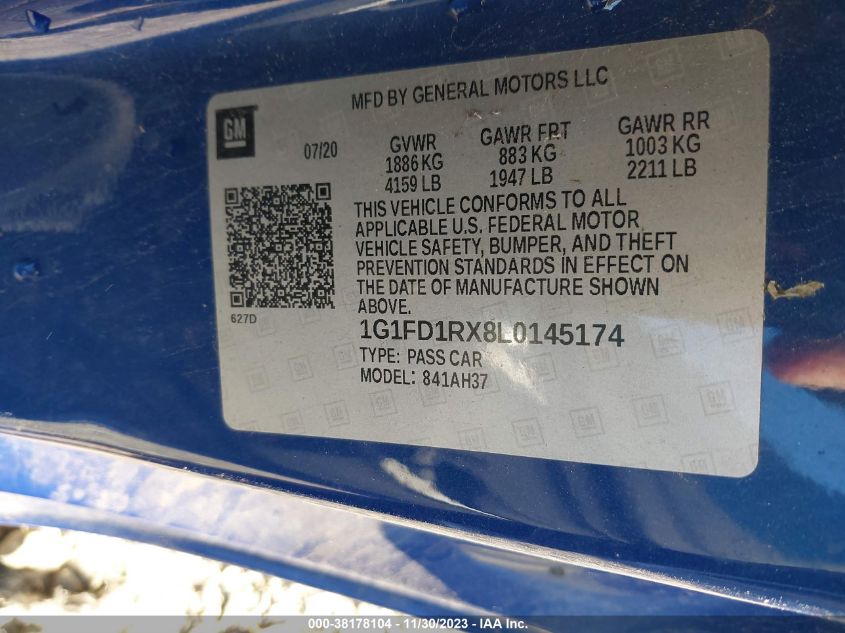 MFD BY GENERAL MOTORS LLC
GM
07/20
GVWR
1886 KG
4159 LB
GAWR FRT
883 KG
1947 LB
GAWR RR
1003 KG
2211 LB
THIS VEHICLE CONFORMS TO ALL
APPLICABLE U.S. FEDERAL MOTOR
VEHICLE SAFETY, BUMPER, AND THEFT
PREVENTION STANDARDS IN EFFECT ON
THE DATE OF MANUFACTURE SHOWN
ABOVE.
627D
1G1FD1RX8L0145174
TYPE: PASS CAR
MODEL: 841AH37
000-38178104 - 11/30/2023 - IAA Inc.